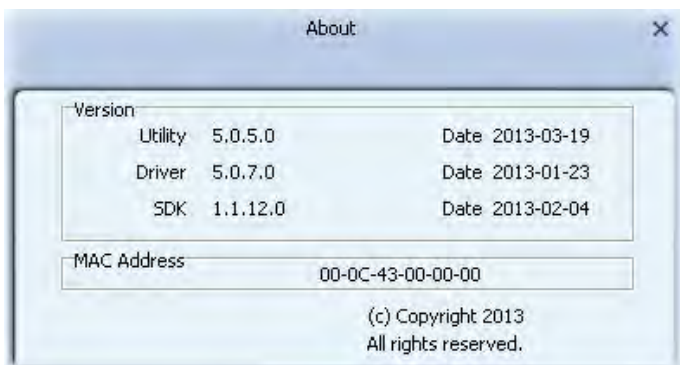 About
Version
Utility 5.0.5.0 Date 2013-03-19
Driver 5.0.7.0 Date 2013-01-23
SDK 1.1.12.0 Date 2013-02-04
MAC Address
00-0C-43-00-00-00
(c) Copyright 2013
All rights reserved.